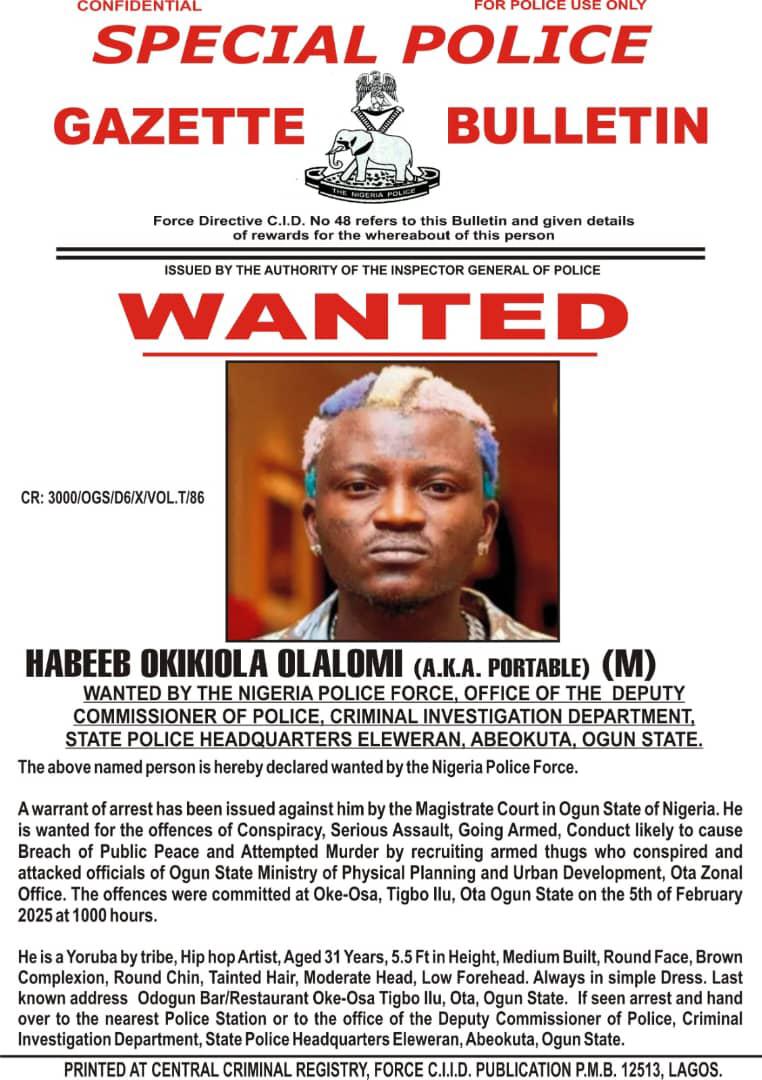 CONFIDENTIAL
FOR POLICE USE ONLY
SPECIAL POLICE
GAZETTE BULLETIN
THE NIGERIA POLICE
Force Directive C.I.D. No 48 refers to this Bulletin and given details
of rewards for the whereabout of this person
ISSUED BY THE AUTHORITY OF THE INSPECTOR GENERAL OF POLICE
WANTED
CR: 3000/OGS/D6/X/VOL.T/86
HABEEB OKIKIOLA OLALOMI (A.K.A. PORTABLE) (M)
WANTED BY THE NIGERIA POLICE FORCE, OFFICE OF THE DEPUTY
COMMISSIONER OF POLICE, CRIMINAL INVESTIGATION DEPARTMENT,
STATE POLICE HEADQUARTERS ELEWERAN, ABEOKUTA, OGUN STATE.
The above named person is hereby declared wanted by the Nigeria Police Force.
A warrant of arrest has been issued against him by the Magistrate Court in Ogun State of Nigeria. He
is wanted for the offences of Conspiracy, Serious Assault, Going Armed, Conduct likely to cause
Breach of Public Peace and Attempted Murder by recruiting armed thugs who conspired and
attacked officials of Ogun State Ministry of Physical Planning and Urban Development, Ota Zonal
Office. The offences were committed at Oke-Osa, Tigbo Ilu, Ota Ogun State on the 5th of February
2025 at 1000 hours.
He is a Yoruba by tribe, Hip hop Artist, Aged 31 Years, 5.5 Ft in Height, Medium Built, Round Face, Brown
Complexion, Round Chin, Tainted Hair, Moderate Head, Low Forehead. Always in simple Dress. Last
known address Odogun Bar/Restaurant Oke-Osa Tigbo Ilu, Ota, Ogun State. If seen arrest and hand
over to the nearest Police Station or to the office of the Deputy Commissioner of Police, Criminal
Investigation Department, State Police Headquarters Eleweran, Abeokuta, Ogun State.
PRINTED AT CENTRAL CRIMINAL REGISTRY, FORCE C.I.I.D. PUBLICATION P.M.B. 12513, LAGOS.